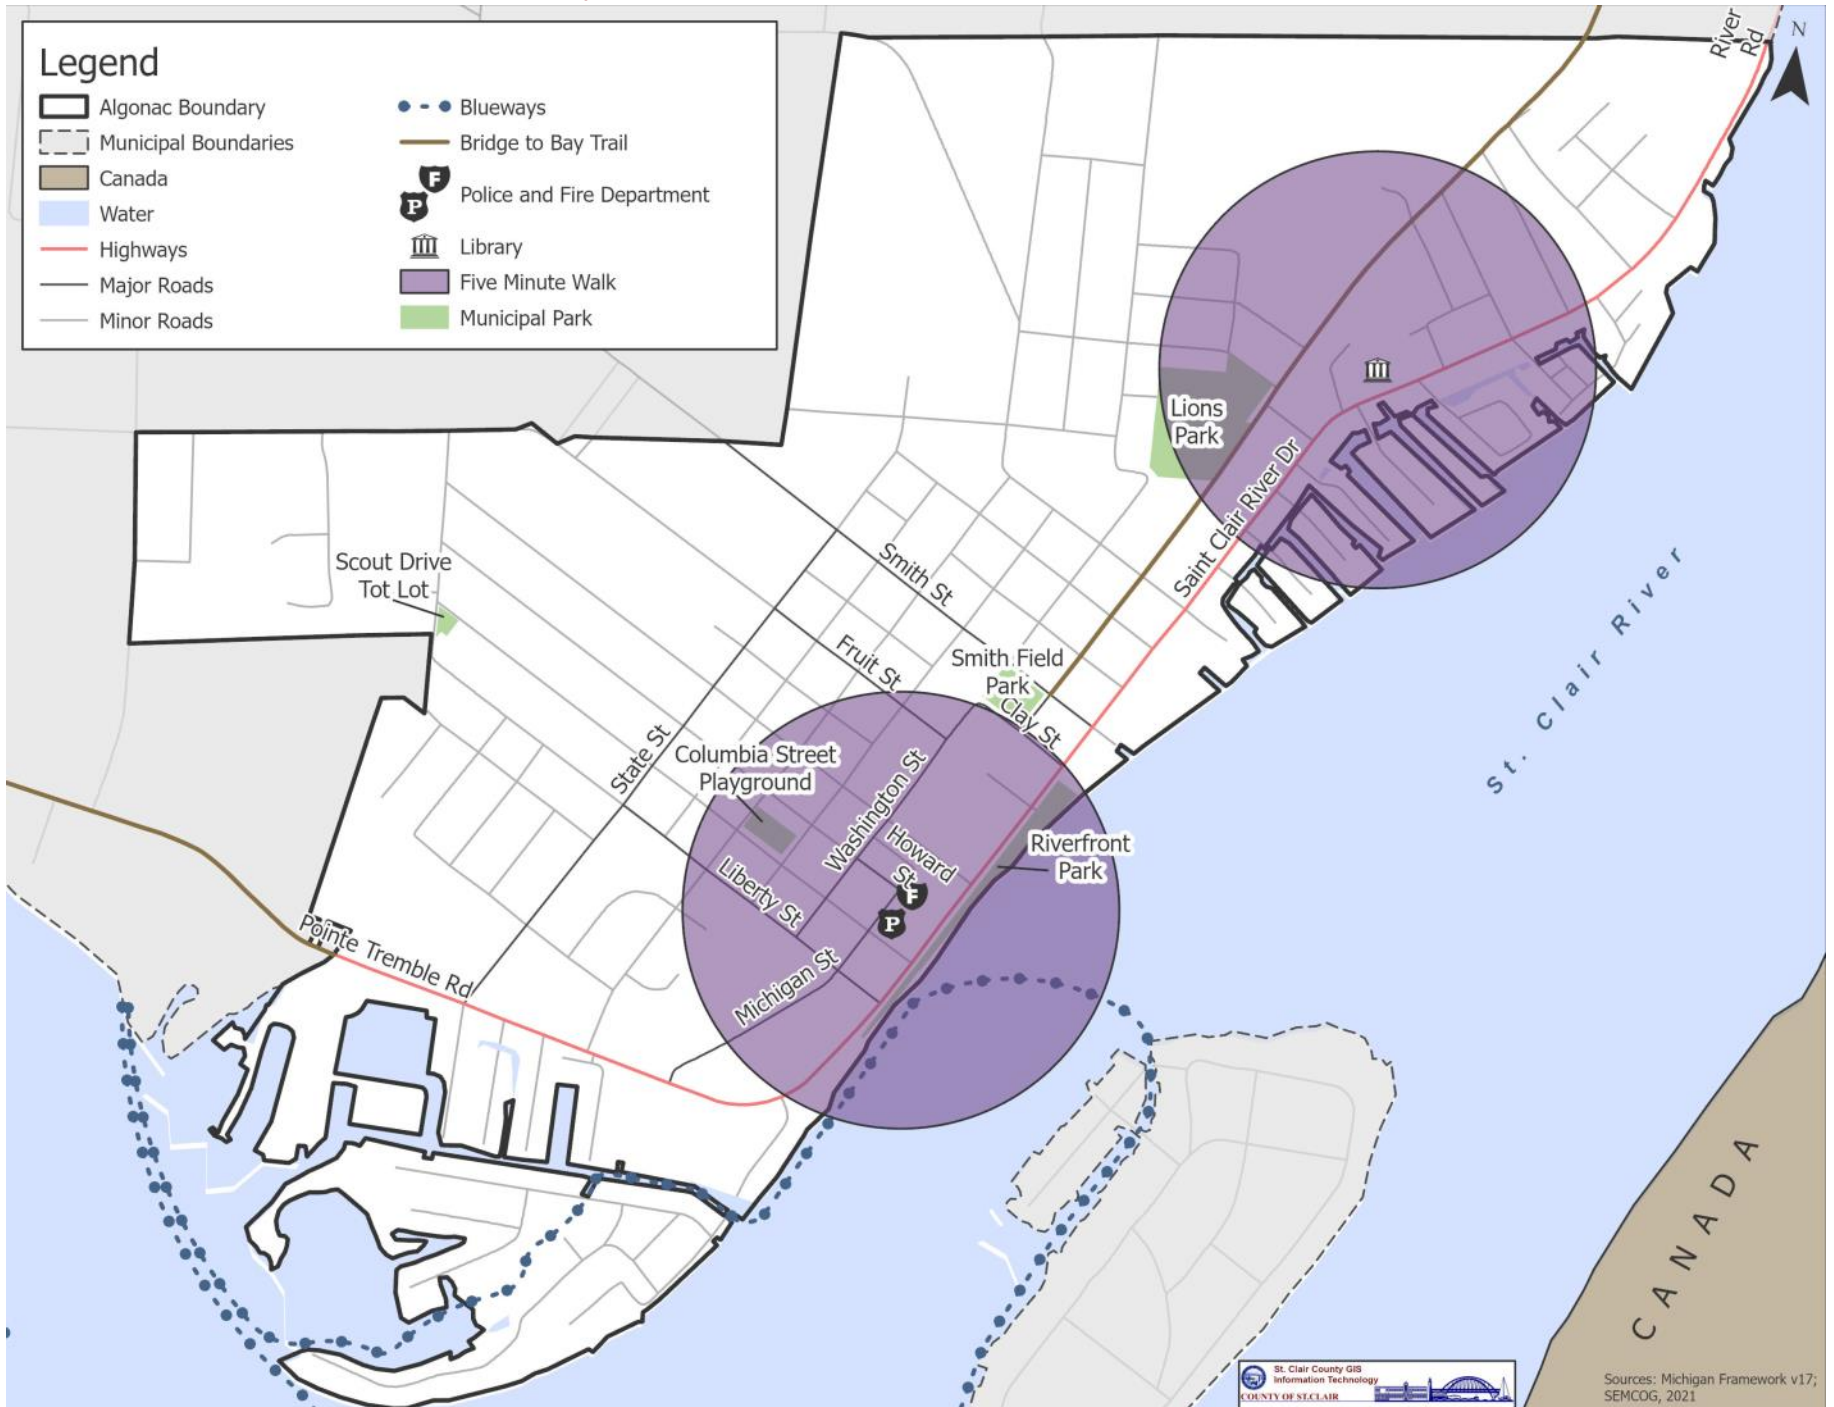 Legend
Algonac Boundary
Municipal Boundaries
Canada
Water
Highways
Major Roads
Minor Roads
Blueways
Bridge to Bay Trail
F
P
Police and Fire Department
Library
Five Minute Walk
Municipal Park
River
Rd
N
Lions
Park
Saint Clair River Dr
Scout Drive
Tot Lot
Smith St
Fruit St
Smith Field
Park
Clay St
State St
Columbia Street
Playground
Washington St
Howard
St
Riverfront
Park
Liberty St
F
P
Michigan St
Pointe Tremble Rd
St. Clair River
CANADA
St. Clair County GIS
Information Technology
COUNTY OF ST.CLAIR
Sources: Michigan Framework v17;
SEMCOG, 2021